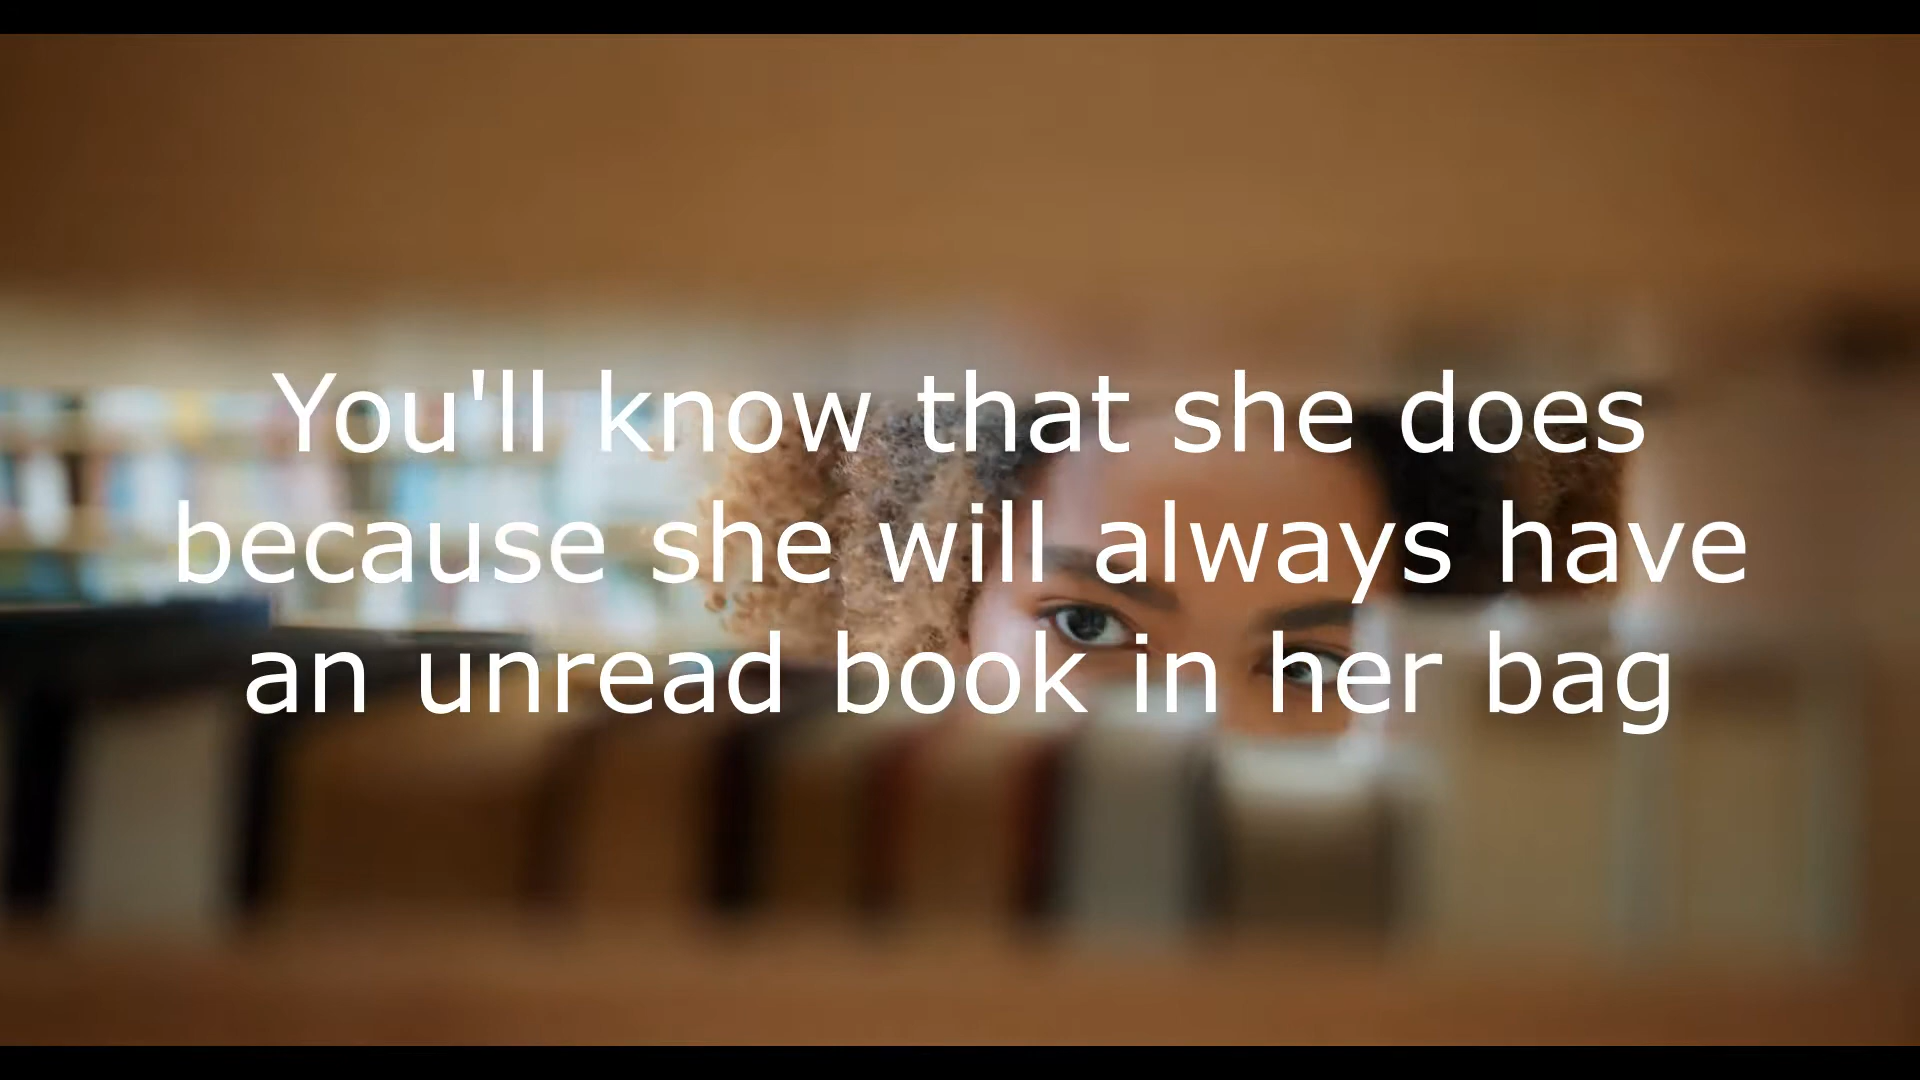 You'll know that she does
because she will always have
an unread book in her bag